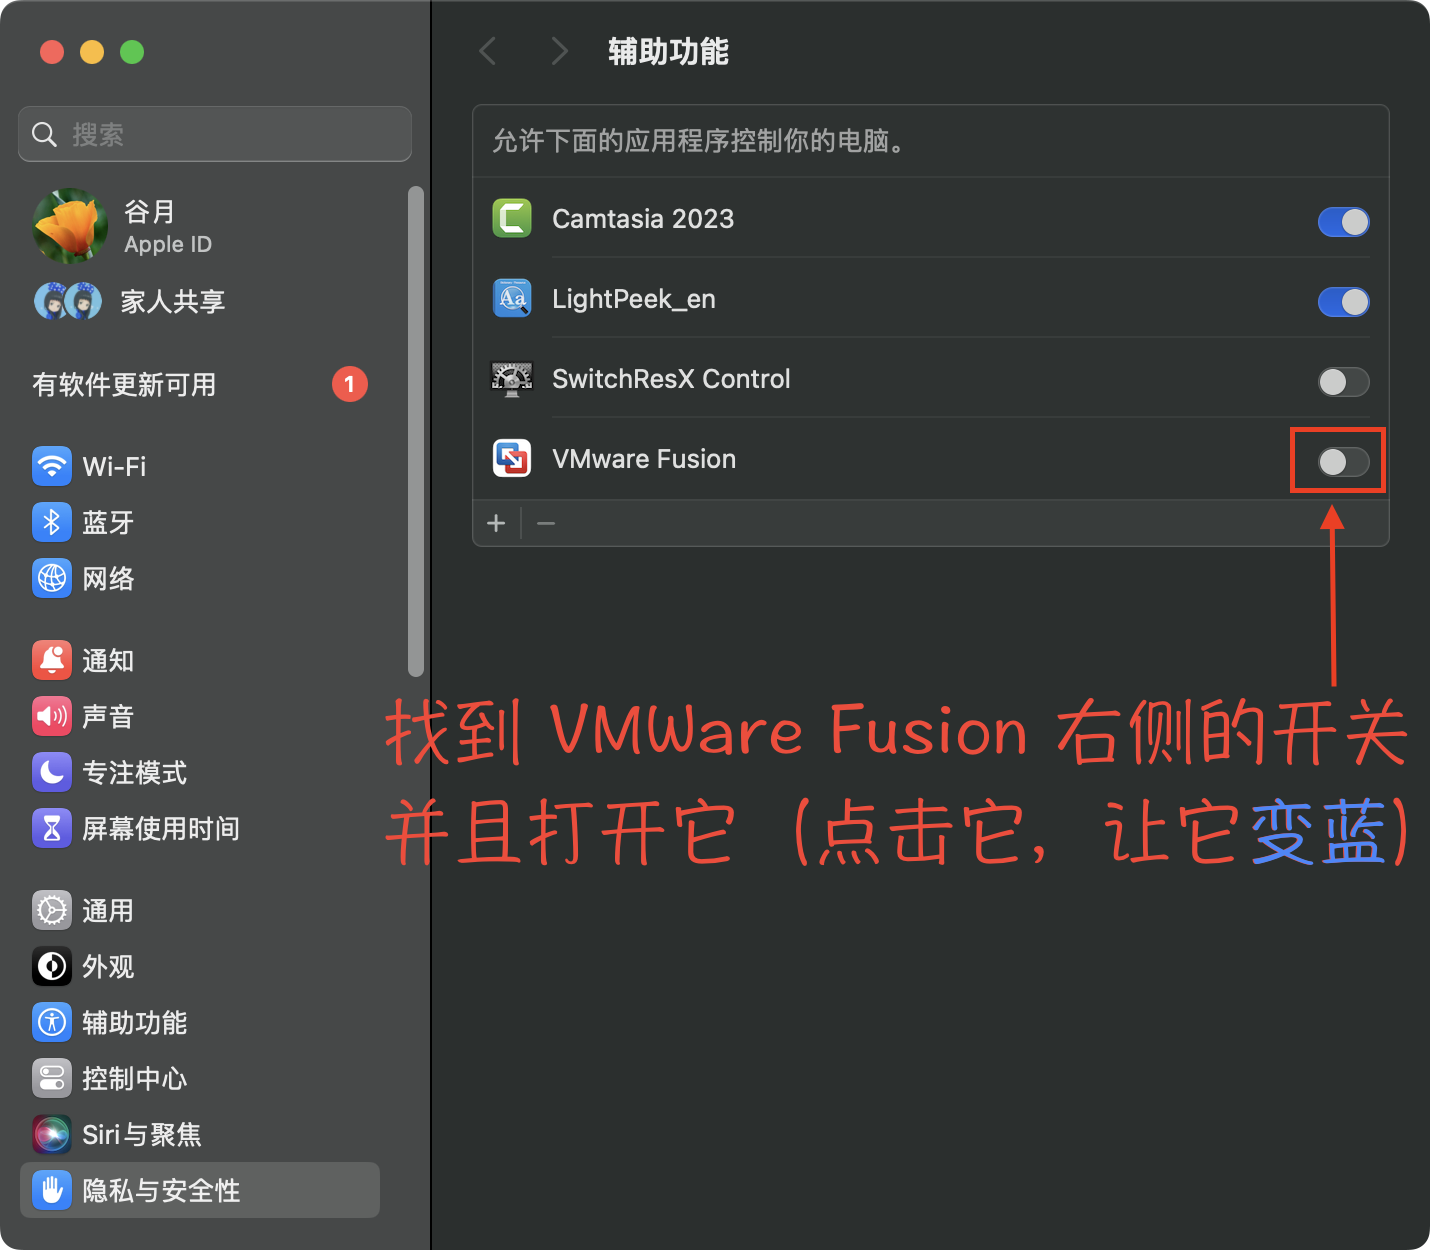 辅助功能
搜索
谷月
Apple ID
家人共享
有软件更新可用
1
Wi-Fi
蓝牙
网络
通知
声音
专注模式
屏幕使用时间
通用
外观
辅助功能
控制中心
Siri与聚焦
隐私与安全性
允许下面的应用程序控制你的电脑。
Camtasia 2023
Aa
LightPeek_en
SwitchResX Control
VMware Fusion
找到 VMWare Fusion 右侧的开关
并且打开它（点击它，让它变蓝）